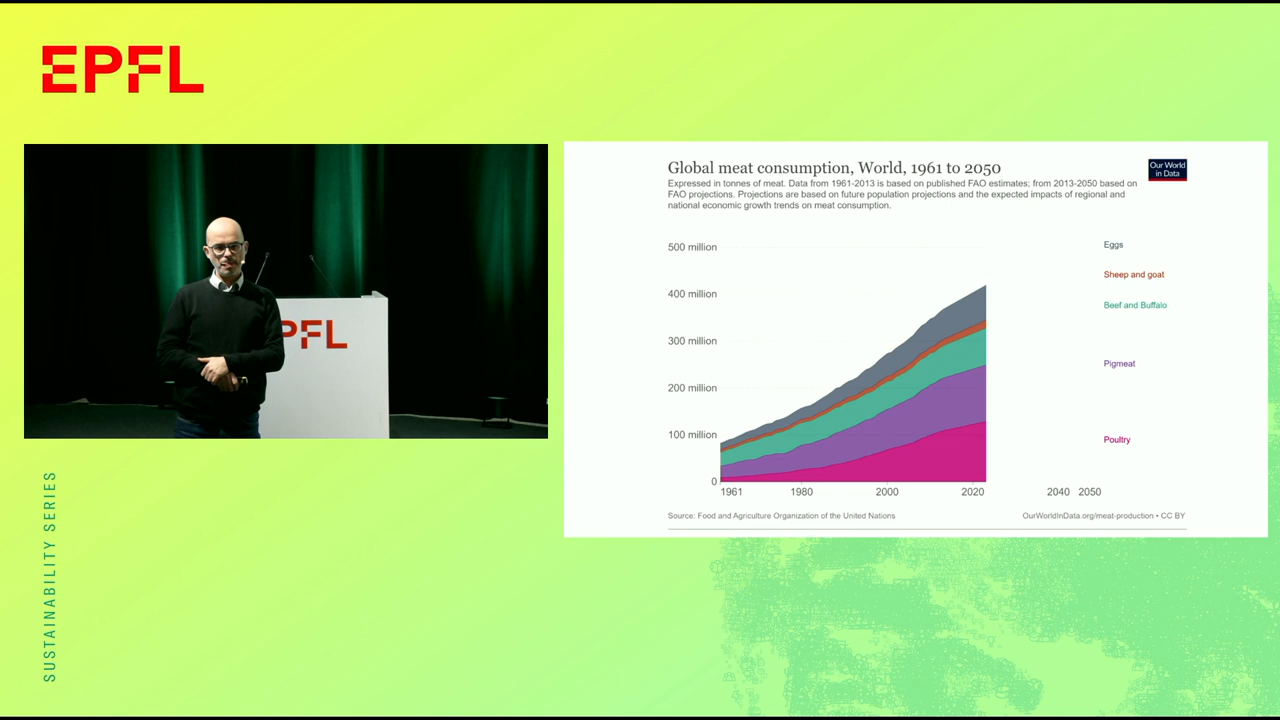 EPFL
PFL
SUSTAINABILITY SERIES
Global meat consumption, World, 1961 to 2050
Our World
in Data
Expressed in tonnes of meat. Data from 1961-2013 is based on published FAO estimates; from 2013-2050 based on
FAO projections. Projections are based on future population projections and the expected impacts of regional and
national economic growth trends on meat consumption.
500 million
400 million
300 million
200 million
100 million
0
Eggs
Sheep and goat
Beef and Buffalo
Pigmeat
Poultry
1961 1980 2000 2020 2040 2050
Source: Food and Agriculture Organization of the United Nations
OurWorldInData.org/meat-production • CC BY